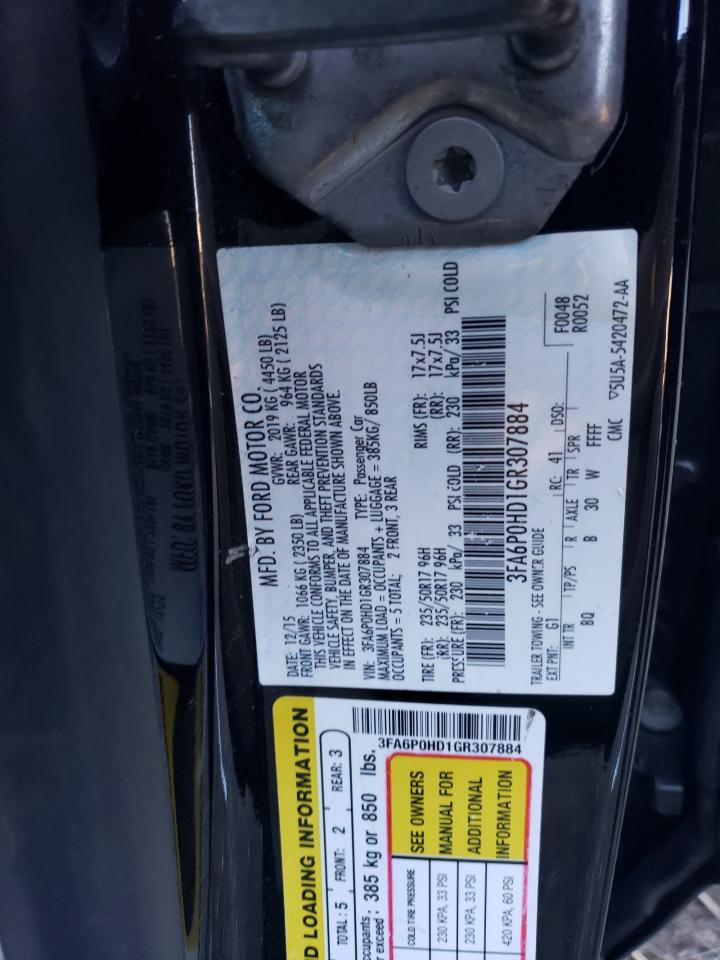 MFD. BY FORD MOTOR CO.
DATE: 12/15 GVWR: 2019 KG ( 4450 LB)
FRONT GAWR: 1066 KG ( 2350 LB) REAR GAWR: 964 KG ( 2125 LB)
THIS VEHICLE CONFORMS TO ALL APPLICABLE FEDERAL MOTOR
VEHICLE SAFETY, BUMPER, AND THEFT PREVENTION STANDARDS
IN EFFECT ON THE DATE OF MANUFACTURE SHOWN ABOVE.
VIN: 3FA6P0HD1GR307884 TYPE: Passenger Car
MAXIMUM LOAD = OCCUPANTS + LUGGAGE = 385KG/ 850LB
OCCUPANTS = 5 TOTAL; 2 FRONT, 3 REAR
TIRE (FR): 235/50R17 96H RIMS (FR): 17x7.5J
(RR): 235/50R17 96H (RR): 17x7.5J
PRESSURE (FR): 230 kPa/ 33 PSI COLD (RR): 230 kPa/ 33 PSI COLD
3FA6P0HD1GR307884
TRAILER TOWING - SEE OWNER GUIDE F0048
EXT PNT: G1 RC: 41 DSO: R0052
INT TR TP/PS R AXLE TR SPR
BQ B 30 W FFFF
CMC 5U5A-5420472-AA
D LOADING INFORMATION
TOTAL : 5 FRONT: 2 REAR: 3
cupants
exceed : 385 kg or 850 lbs.
3FA6P0HD1GR307884
COLD TIRE PRESSURE
230 KPA, 33 PSI
230 KPA, 33 PSI
420 KPA, 60 PSI
SEE OWNERS
MANUAL FOR
ADDITIONAL
INFORMATION